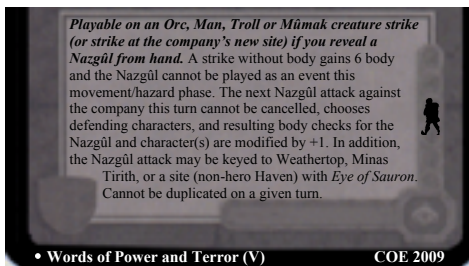 Playable on an Orc, Man, Troll or Mûmak creature strike
(or strike at the company's new site) if you reveal a
Nazgûl from hand. A strike without body gains 6 body
and the Nazgûl cannot be played as an event this
movement/hazard phase. The next Nazgûl attack against
the company this turn cannot be cancelled, chooses
defending characters, and resulting body checks for the
Nazgûl and character(s) are modified by +1. In addition,
the Nazgûl attack may be keyed to Weathertop, Minas
Tirith, or a site (non-hero Haven) with Eye of Sauron.
Cannot be duplicated on a given turn.
• Words of Power and Terror (V) COE 2009